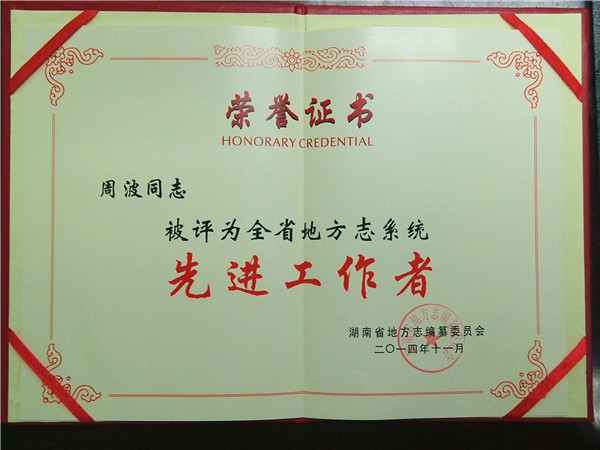 荣誉证书
HONORARY CREDENTIAL
周波同志
被评为全省地方志系统
先进工作者
湖南省地方志编纂委员会
二〇一四年十一月